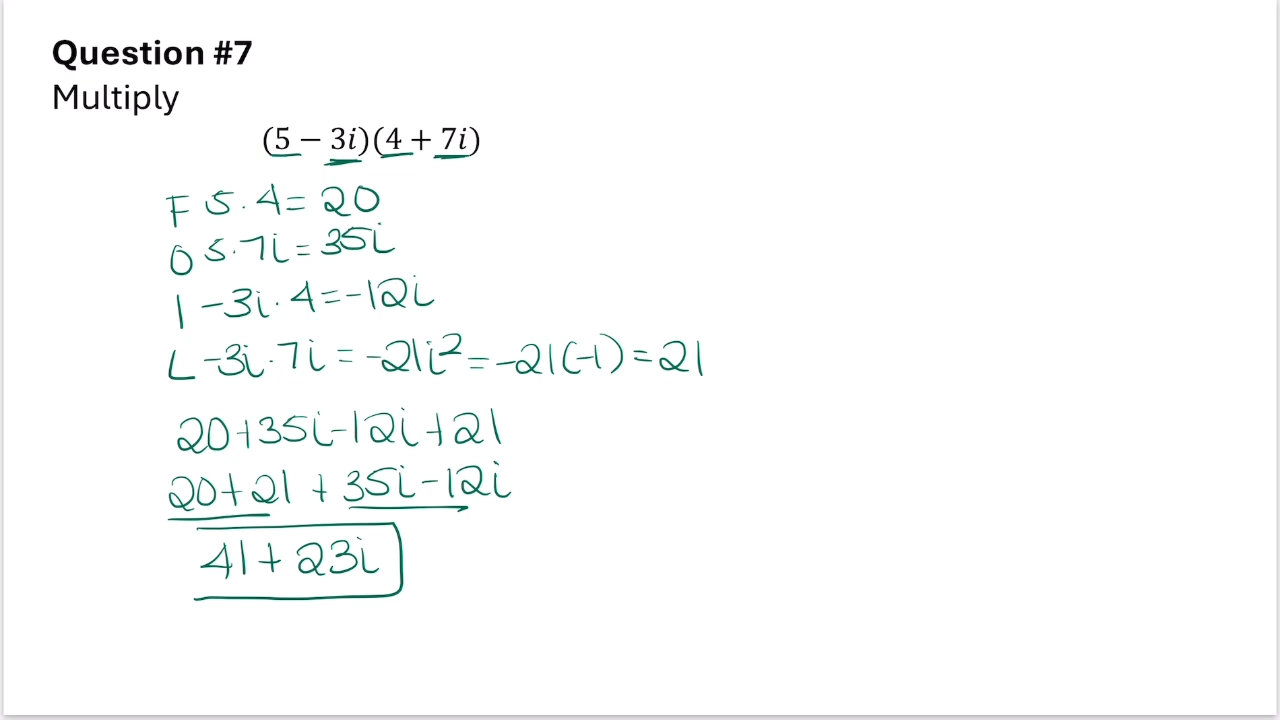 Question #7
Multiply
(5 − 3i)(4 + 7i)
F 5 · 4 = 20
O 5 · 7i = 35i
I −3i · 4 = −12i
L −3i · 7i = −21i² = −21(−1) = 21
20 + 35i − 12i + 21
20 + 21 + 35i − 12i
41 + 23i